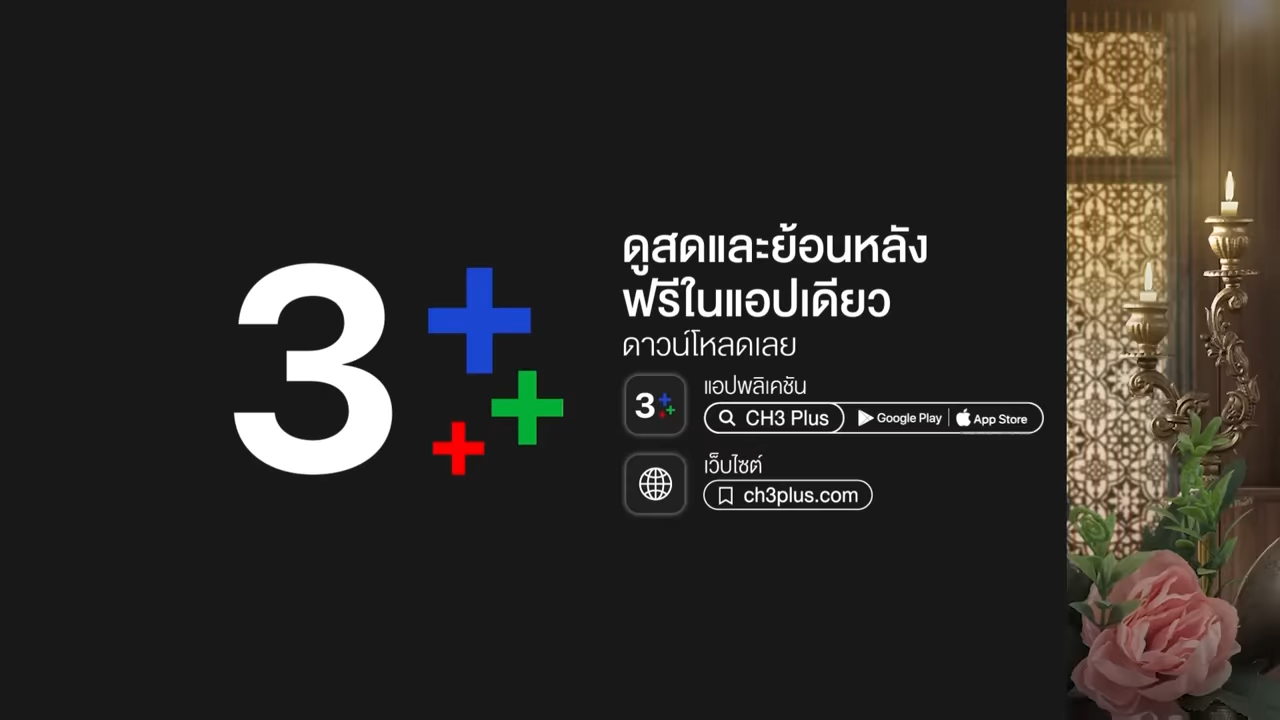 3
ดูสดและย้อนหลัง
ฟรีในแอปเดียว
ดาวน์โหลดเลย
3
แอปพลิเคชัน
CH3 Plus
Google Play
App Store
เว็บไซต์
ch3plus.com